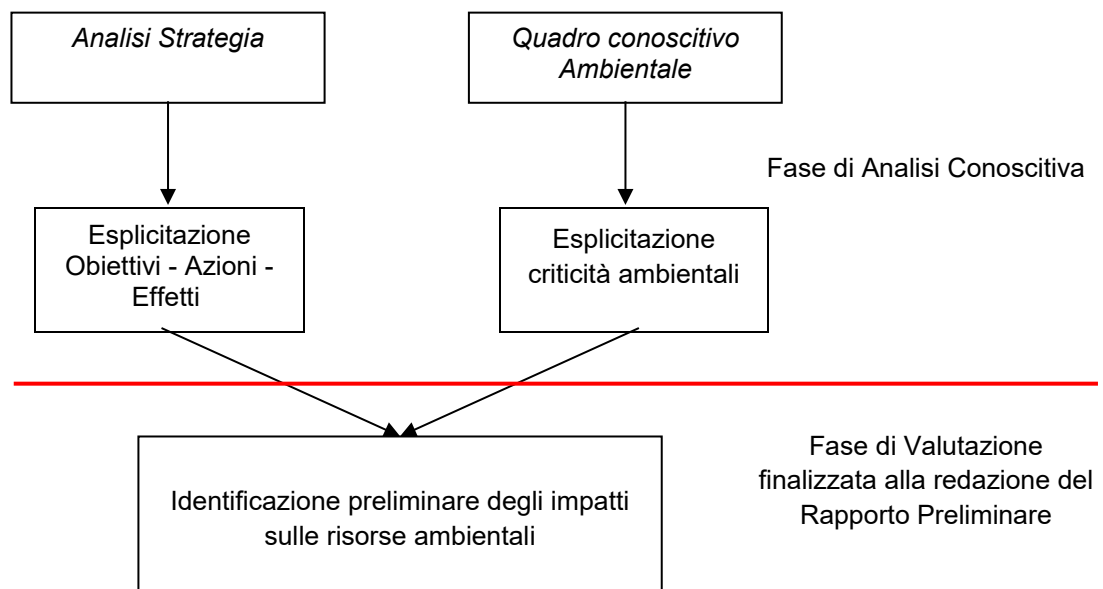 Analisi Strategia
Quadro conoscitivo
Ambientale
Fase di Analisi Conoscitiva
Esplicitazione
Obiettivi - Azioni -
Effetti
Esplicitazione
criticità ambientali
Identificazione preliminare degli impatti
sulle risorse ambientali
Fase di Valutazione
finalizzata alla redazione del
Rapporto Preliminare